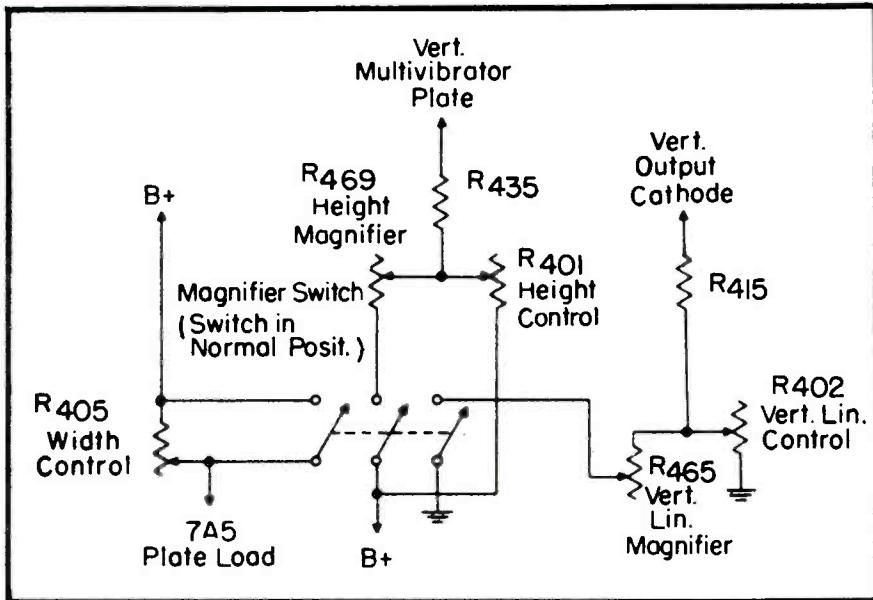 Vert.
Multivibrator
Plate
Vert.
Output
Cathode
B+
R469
Height
Magnifier
R435
R401
Height
Control
R415
Magnifier Switch
(Switch in
Normal Posit.)
R405
Width
Control
R402
Vert. Lin.
Control
R465
Vert.
Lin.
Magnifier
7A5
Plate Load
B+